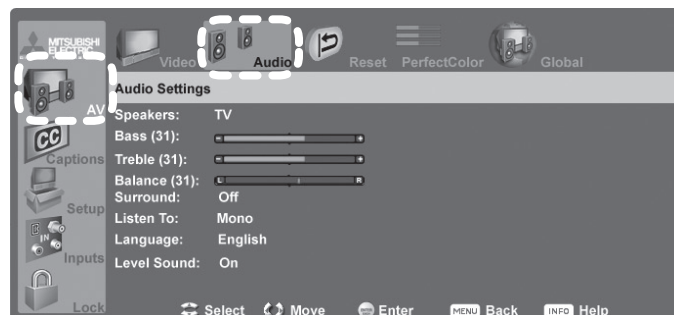 MITSUBISHI
ELECTRIC
Video Audio Reset PerfectColor Global
AV
Audio Settings
Speakers: TV
CC
Captions
Bass (31): - +
Treble (31): - +
Balance (31): L R
Surround: Off
Setup
Listen To: Mono
Language: English
IN
Inputs
Level Sound: On
Lock
Select Move Enter MENU Back INFO Help